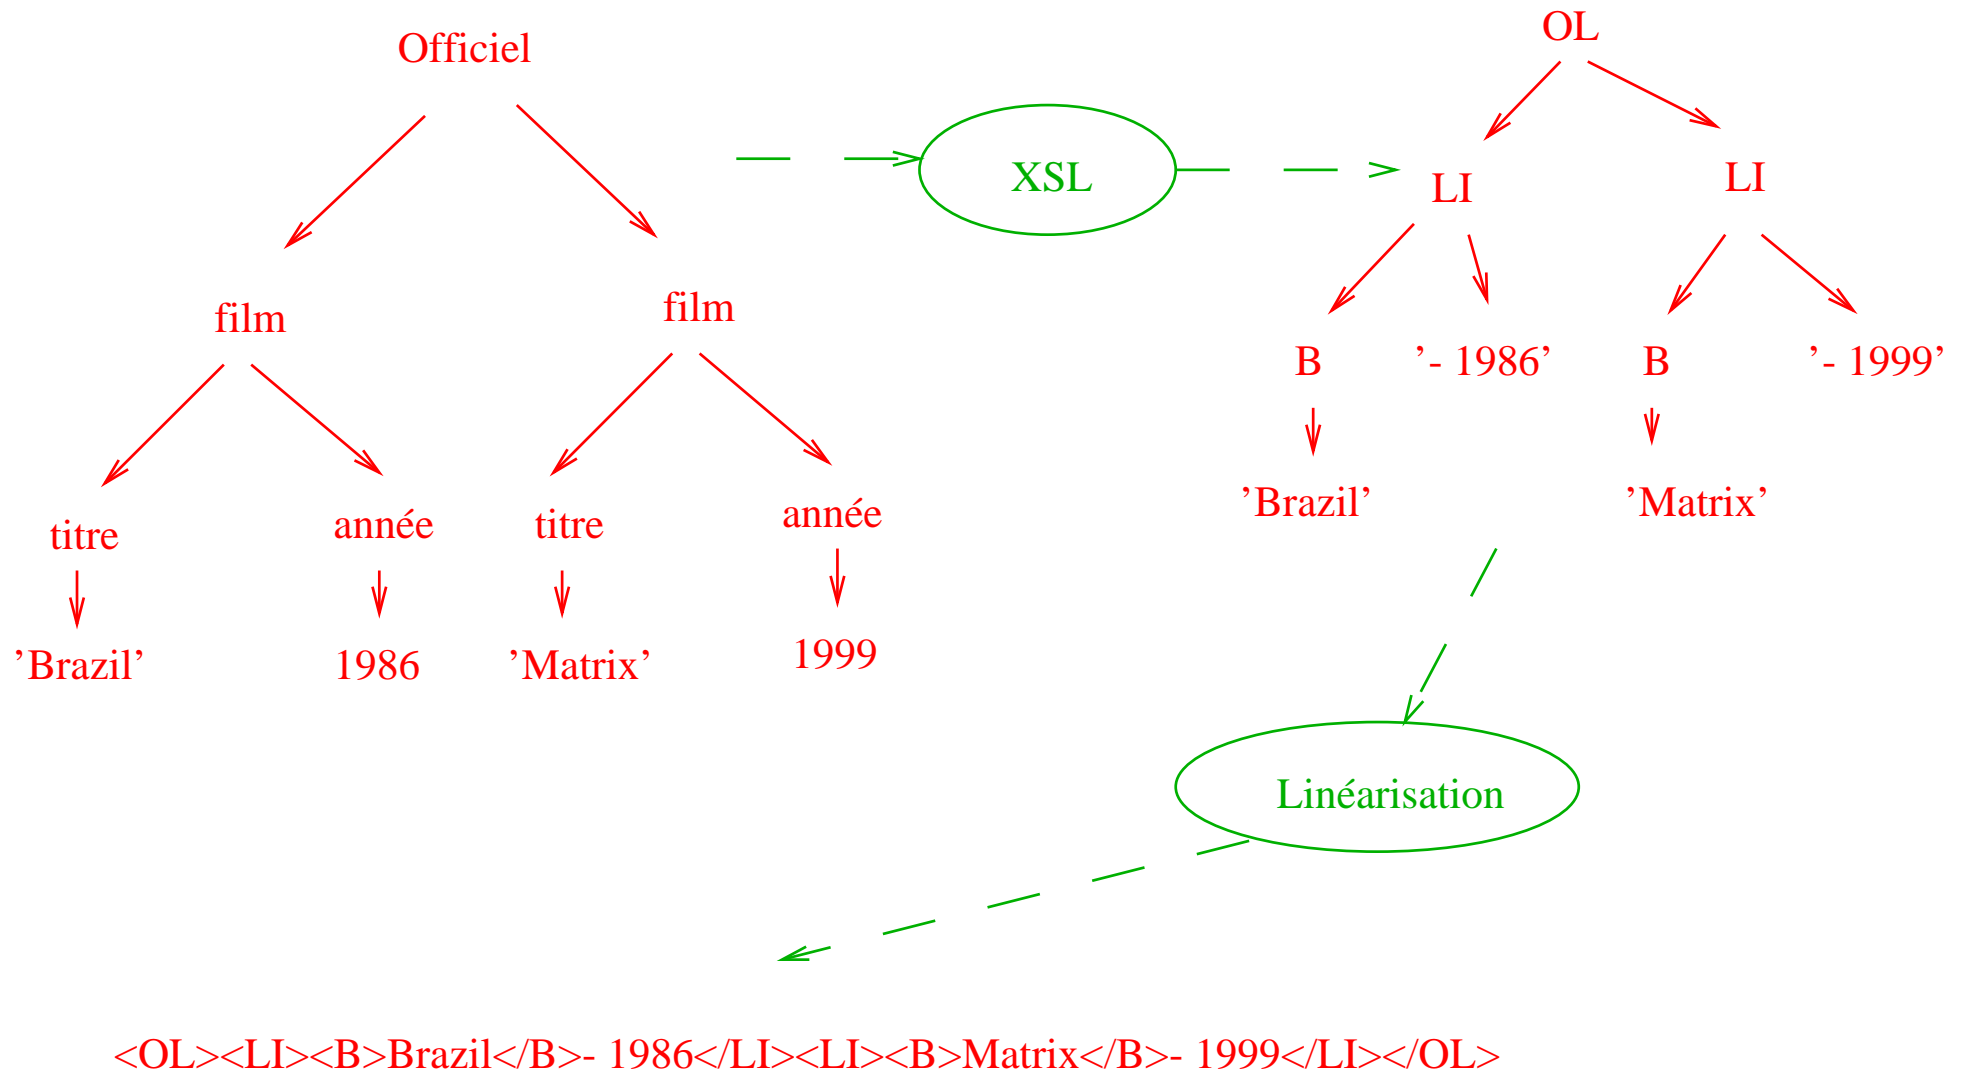 Officiel
film
film
titre
année
titre
année
’Brazil’
1986
’Matrix’
1999
XSL
OL
LI
LI
B
’- 1986’
B
’- 1999’
’Brazil’
’Matrix’
Linéarisation
<OL><LI><B>Brazil</B>- 1986</LI><LI><B>Matrix</B>- 1999</LI></OL>